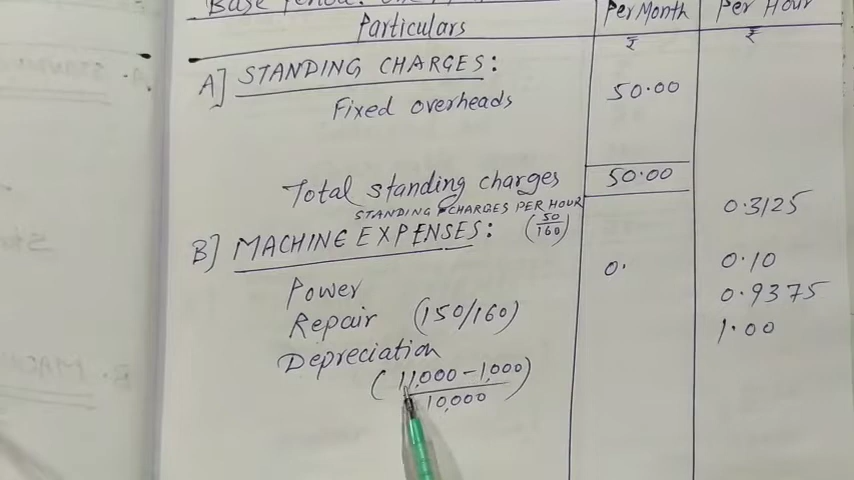 Base period:
Particulars Per Month Per Hour
₹ ₹
A] STANDING CHARGES:
Fixed overheads 50.00
Total standing charges 50.00
STANDING CHARGES PER HOUR (50/160) 0.3125
B] MACHINE EXPENSES:
Power 0. 0.10
Repair (150/160) 0.9375
Depreciation 1.00
(11,000-1,000
10,000)